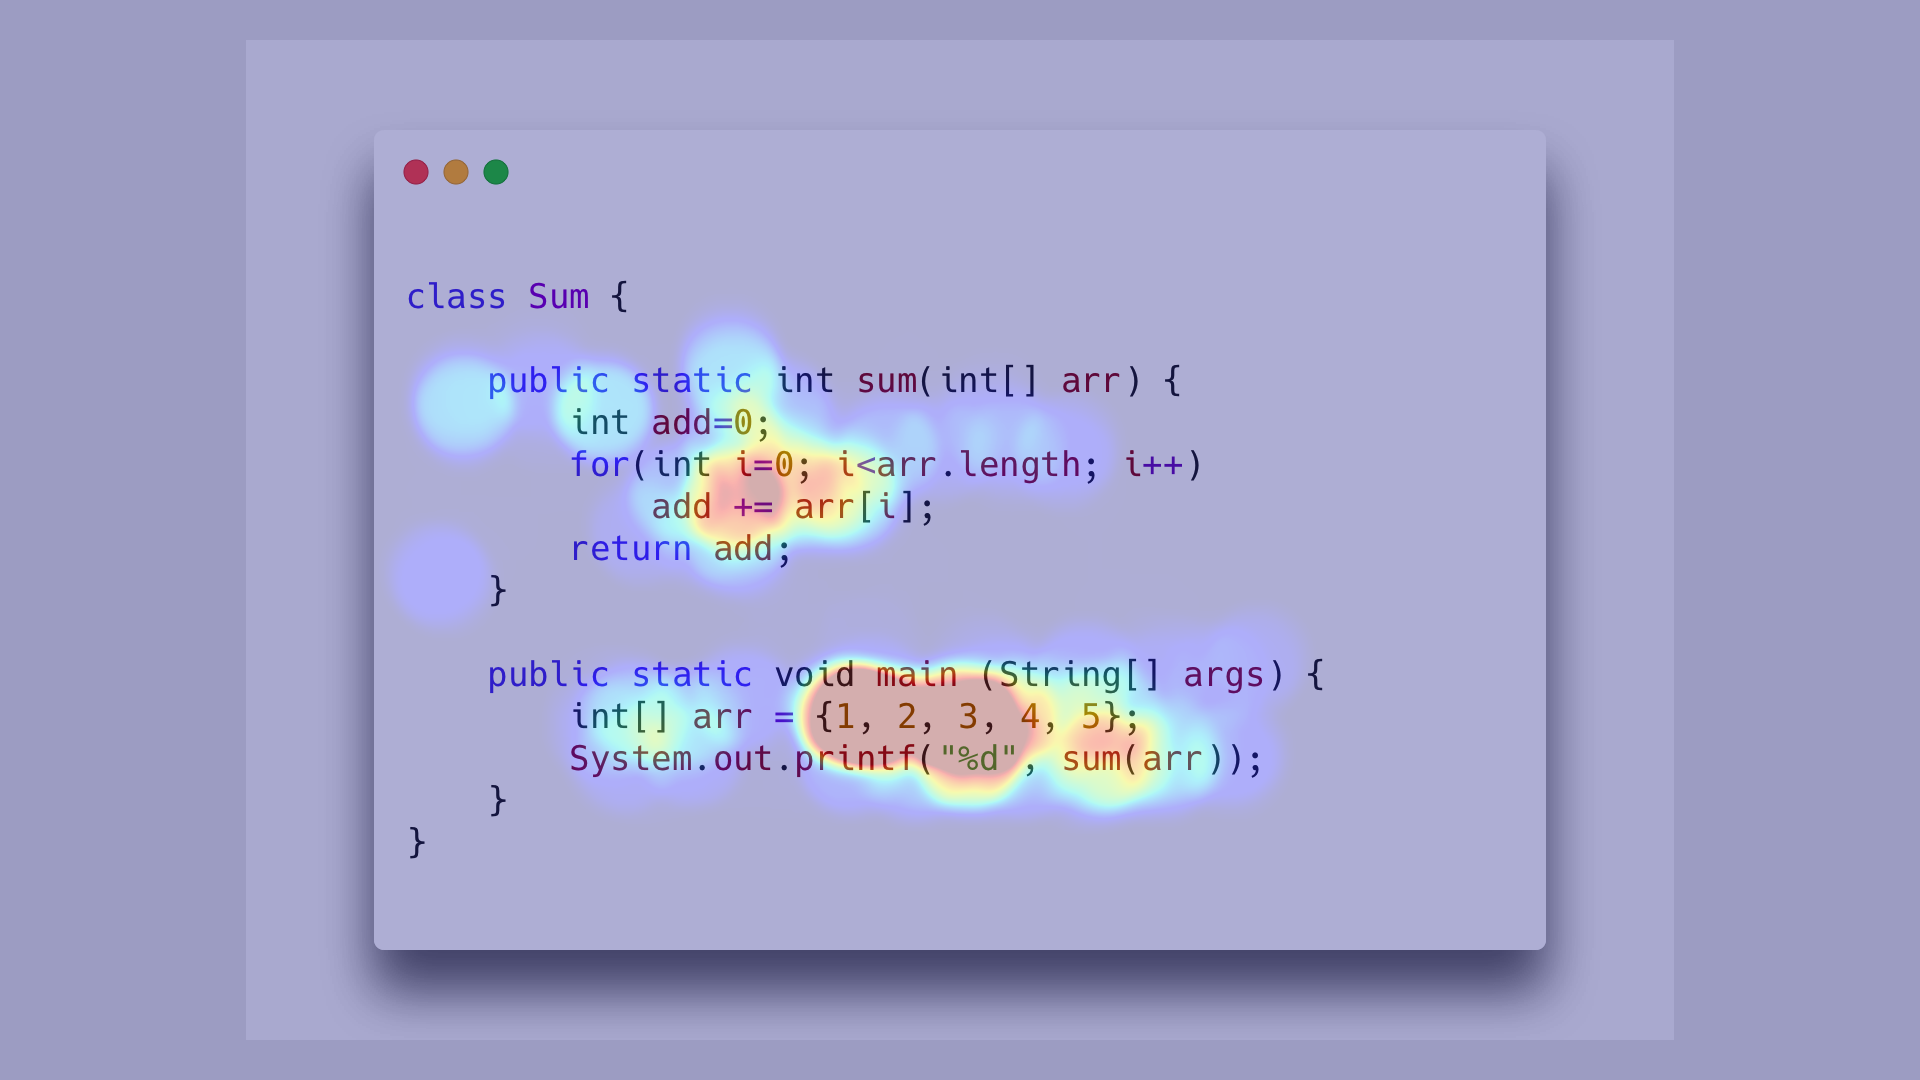 class Sum {
public static int sum(int[] arr) {
int add=0;
for(int i=0; i<arr.length; i++)
add += arr[i];
return add;
}
public static void main (String[] args) {
int[] arr = {1, 2, 3, 4, 5};
System.out.printf("%d", sum(arr));
}
}